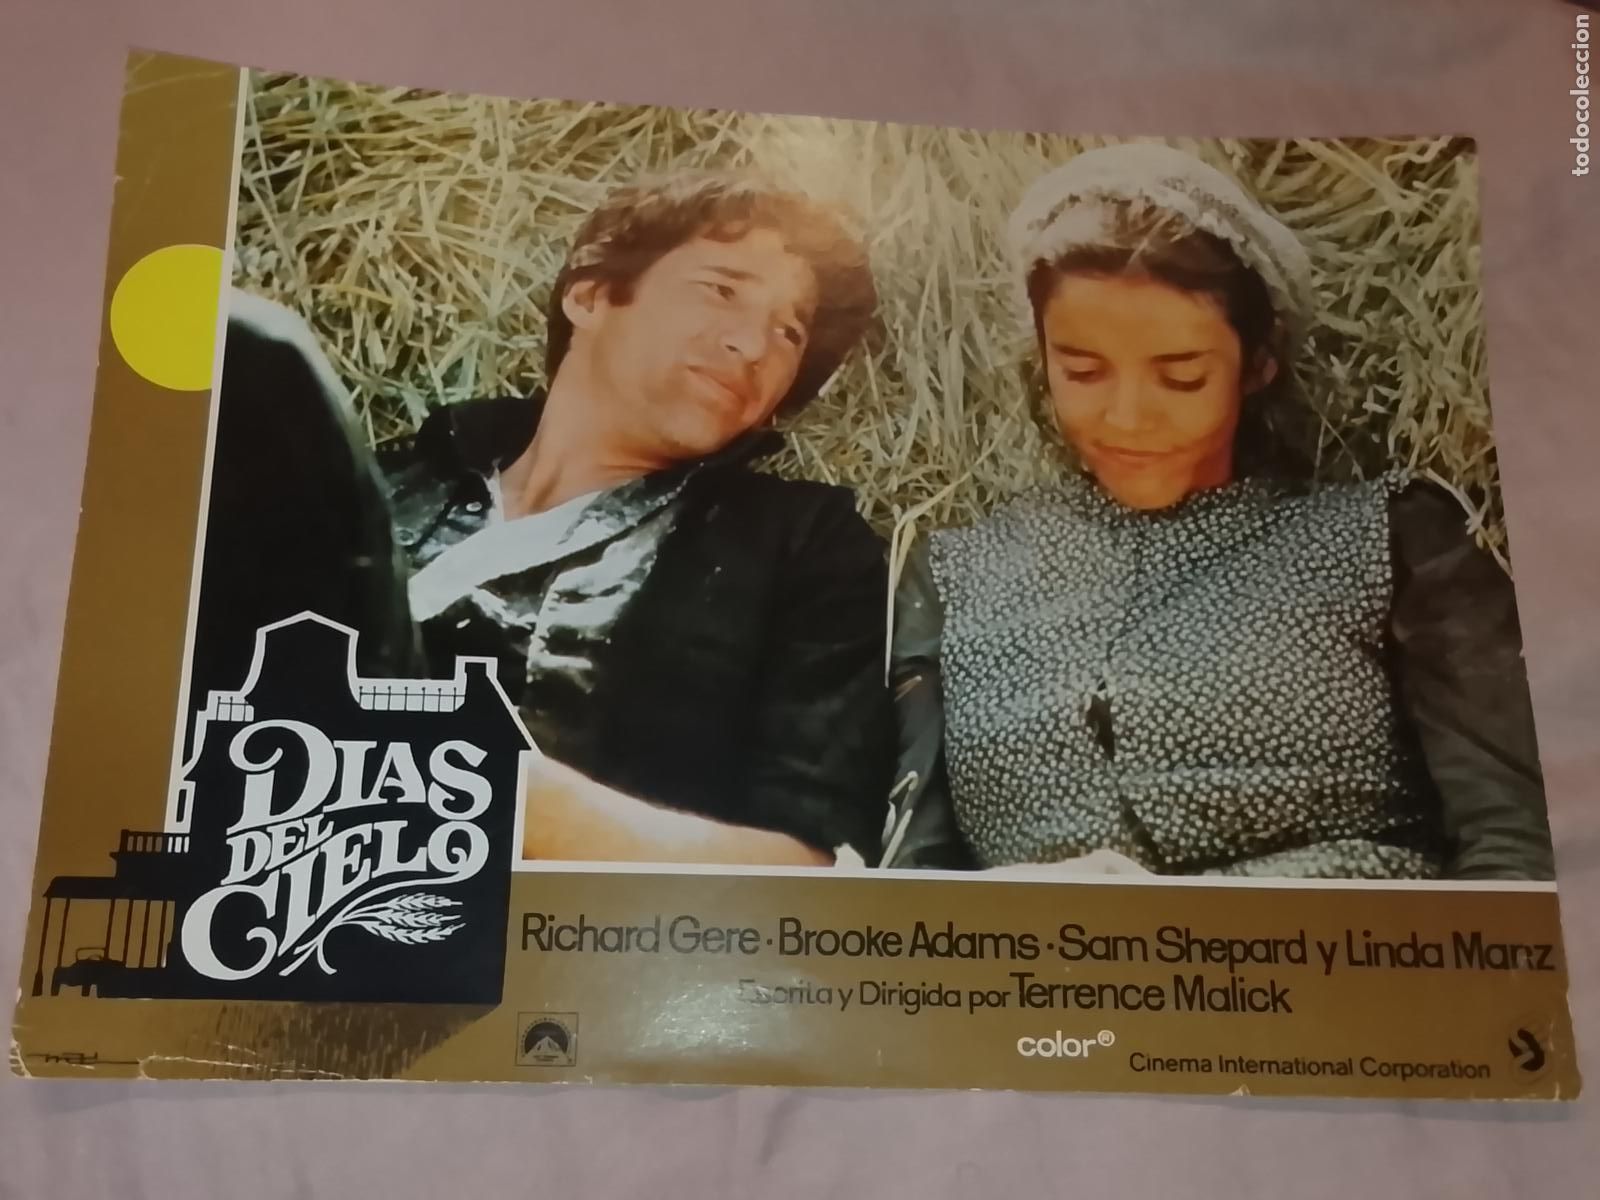 todocoleccion
DIAS
DEL
CIELO
Richard Gere · Brooke Adams · Sam Shepard y Linda Manz
Escrita y Dirigida por Terrence Malick
color®
Cinema International Corporation